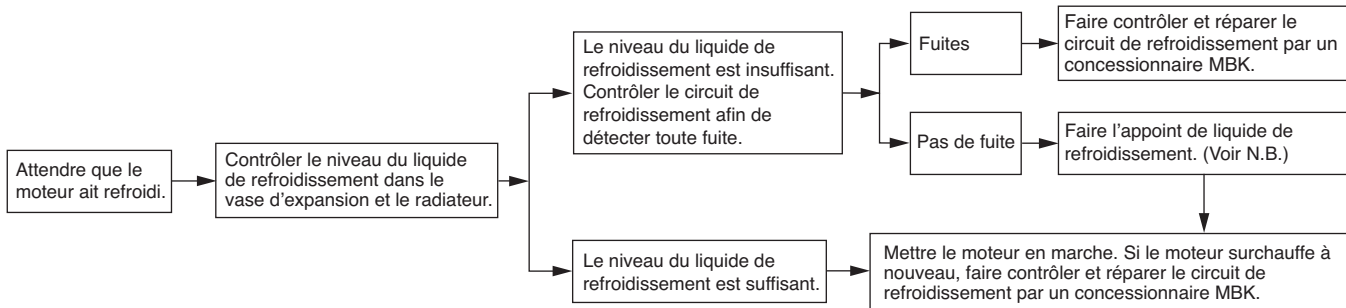 Attendre que le
moteur ait refroidi.
Contrôler le niveau du liquide
de refroidissement dans le
vase d'expansion et le radiateur.
Le niveau du liquide de
refroidissement est insuffisant.
Contrôler le circuit de
refroidissement afin de
détecter toute fuite.
Fuites
Faire contrôler et réparer le
circuit de refroidissement par un
concessionnaire MBK.
Pas de fuite
Faire l'appoint de liquide de
refroidissement. (Voir N.B.)
Le niveau du liquide de
refroidissement est suffisant.
Mettre le moteur en marche. Si le moteur surchauffe à
nouveau, faire contrôler et réparer le circuit de
refroidissement par un concessionnaire MBK.